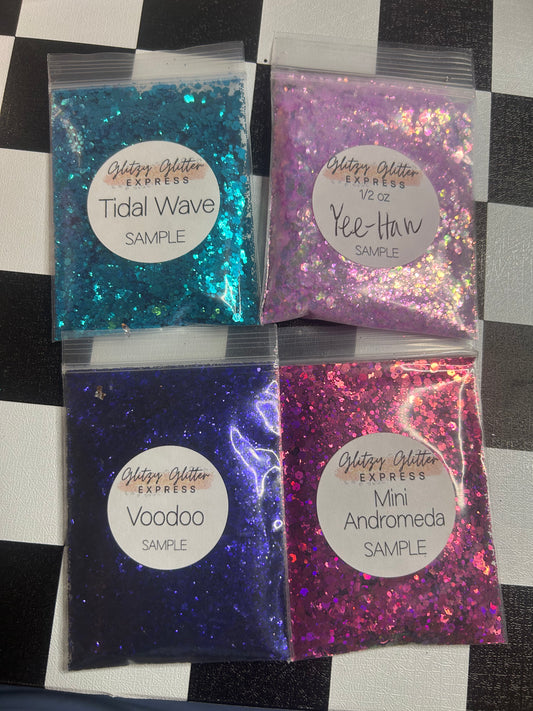 Glitzy Glitter
EXPRESS
Tidal Wave
SAMPLE
Glitzy Glitter
EXPRESS
1/2 oz
Yee-Haw
SAMPLE
Glitzy Glitter
EXPRESS
Voodoo
SAMPLE
Glitzy Glitter
EXPRESS
Mini
Andromeda
SAMPLE